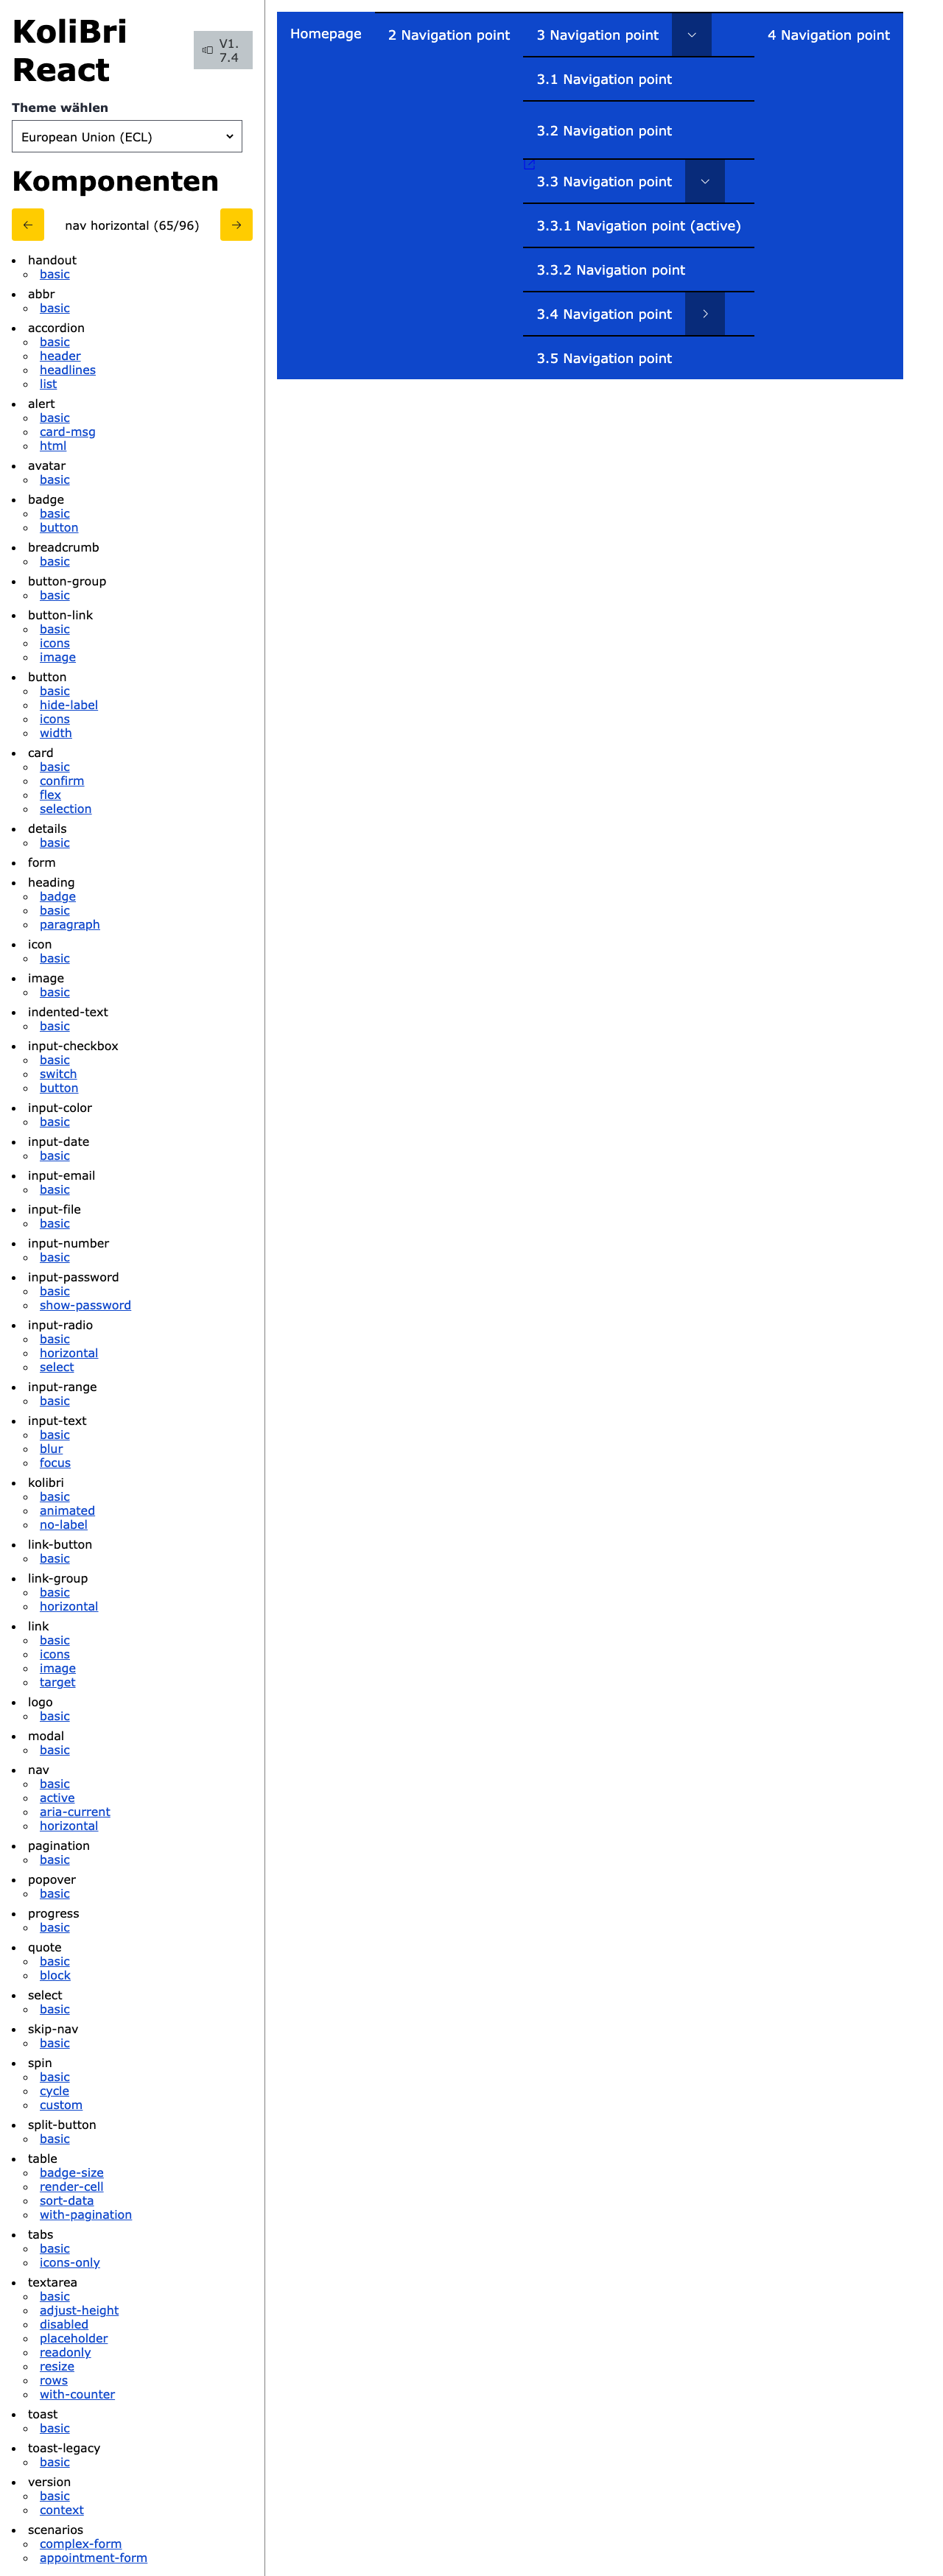 KoliBri
React
V1.
7.4
Theme wählen
European Union (ECL)
Komponenten
nav horizontal (65/96)
handout
basic
abbr
basic
accordion
basic
header
headlines
list
alert
basic
card-msg
html
avatar
basic
badge
basic
button
breadcrumb
basic
button-group
basic
button-link
basic
icons
image
button
basic
hide-label
icons
width
card
basic
confirm
flex
selection
details
basic
form
heading
badge
basic
paragraph
icon
basic
image
basic
indented-text
basic
input-checkbox
basic
switch
button
input-color
basic
input-date
basic
input-email
basic
input-file
basic
input-number
basic
input-password
basic
show-password
input-radio
basic
horizontal
select
input-range
basic
input-text
basic
blur
focus
kolibri
basic
animated
no-label
link-button
basic
link-group
basic
horizontal
link
basic
icons
image
target
logo
basic
modal
basic
nav
basic
active
aria-current
horizontal
pagination
basic
popover
basic
progress
basic
quote
basic
block
select
basic
skip-nav
basic
spin
basic
cycle
custom
split-button
basic
table
badge-size
render-cell
sort-data
with-pagination
tabs
basic
icons-only
textarea
basic
adjust-height
disabled
placeholder
readonly
resize
rows
with-counter
toast
basic
toast-legacy
basic
version
basic
context
scenarios
complex-form
appointment-form
Homepage
2 Navigation point
3 Navigation point
3.1 Navigation point
3.2 Navigation point
3.3 Navigation point
3.3.1 Navigation point (active)
3.3.2 Navigation point
3.4 Navigation point
3.5 Navigation point
4 Navigation point